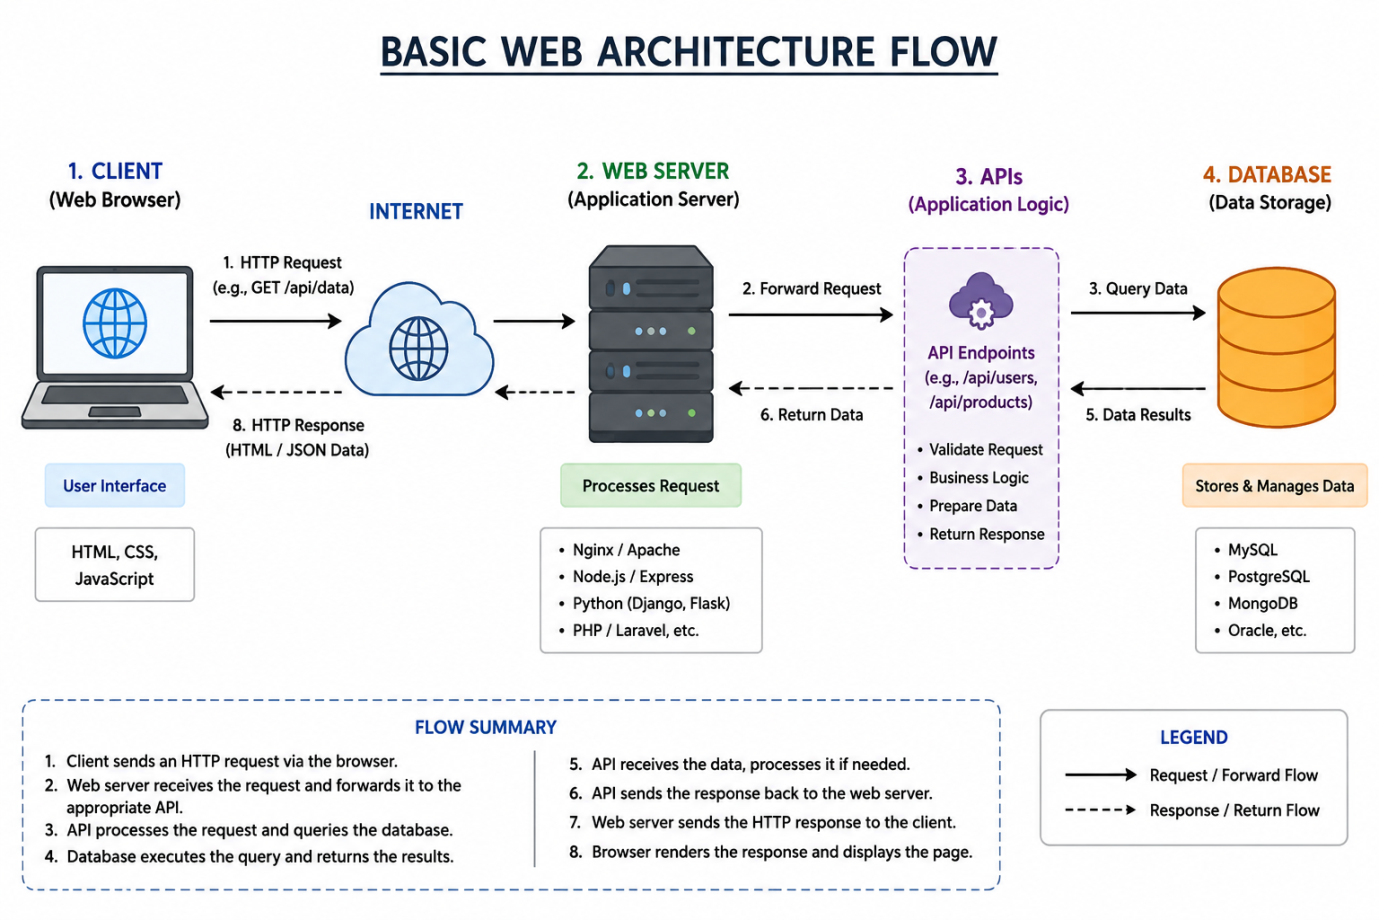 BASIC WEB ARCHITECTURE FLOW
1. CLIENT
(Web Browser)
INTERNET
2. WEB SERVER
(Application Server)
3. APIs
(Application Logic)
4. DATABASE
(Data Storage)
1. HTTP Request
(e.g., GET /api/data)
2. Forward Request
3. Query Data
API Endpoints
(e.g., /api/users,
/api/products)
• Validate Request
• Business Logic
• Prepare Data
• Return Response
8. HTTP Response
(HTML / JSON Data)
6. Return Data
5. Data Results
User Interface
HTML, CSS,
JavaScript
Processes Request
• Nginx / Apache
• Node.js / Express
• Python (Django, Flask)
• PHP / Laravel, etc.
Stores & Manages Data
• MySQL
• PostgreSQL
• MongoDB
• Oracle, etc.
FLOW SUMMARY
1. Client sends an HTTP request via the browser.
2. Web server receives the request and forwards it to the
appropriate API.
3. API processes the request and queries the database.
4. Database executes the query and returns the results.
5. API receives the data, processes it if needed.
6. API sends the response back to the web server.
7. Web server sends the HTTP response to the client.
8. Browser renders the response and displays the page.
LEGEND
Request / Forward Flow
Response / Return Flow